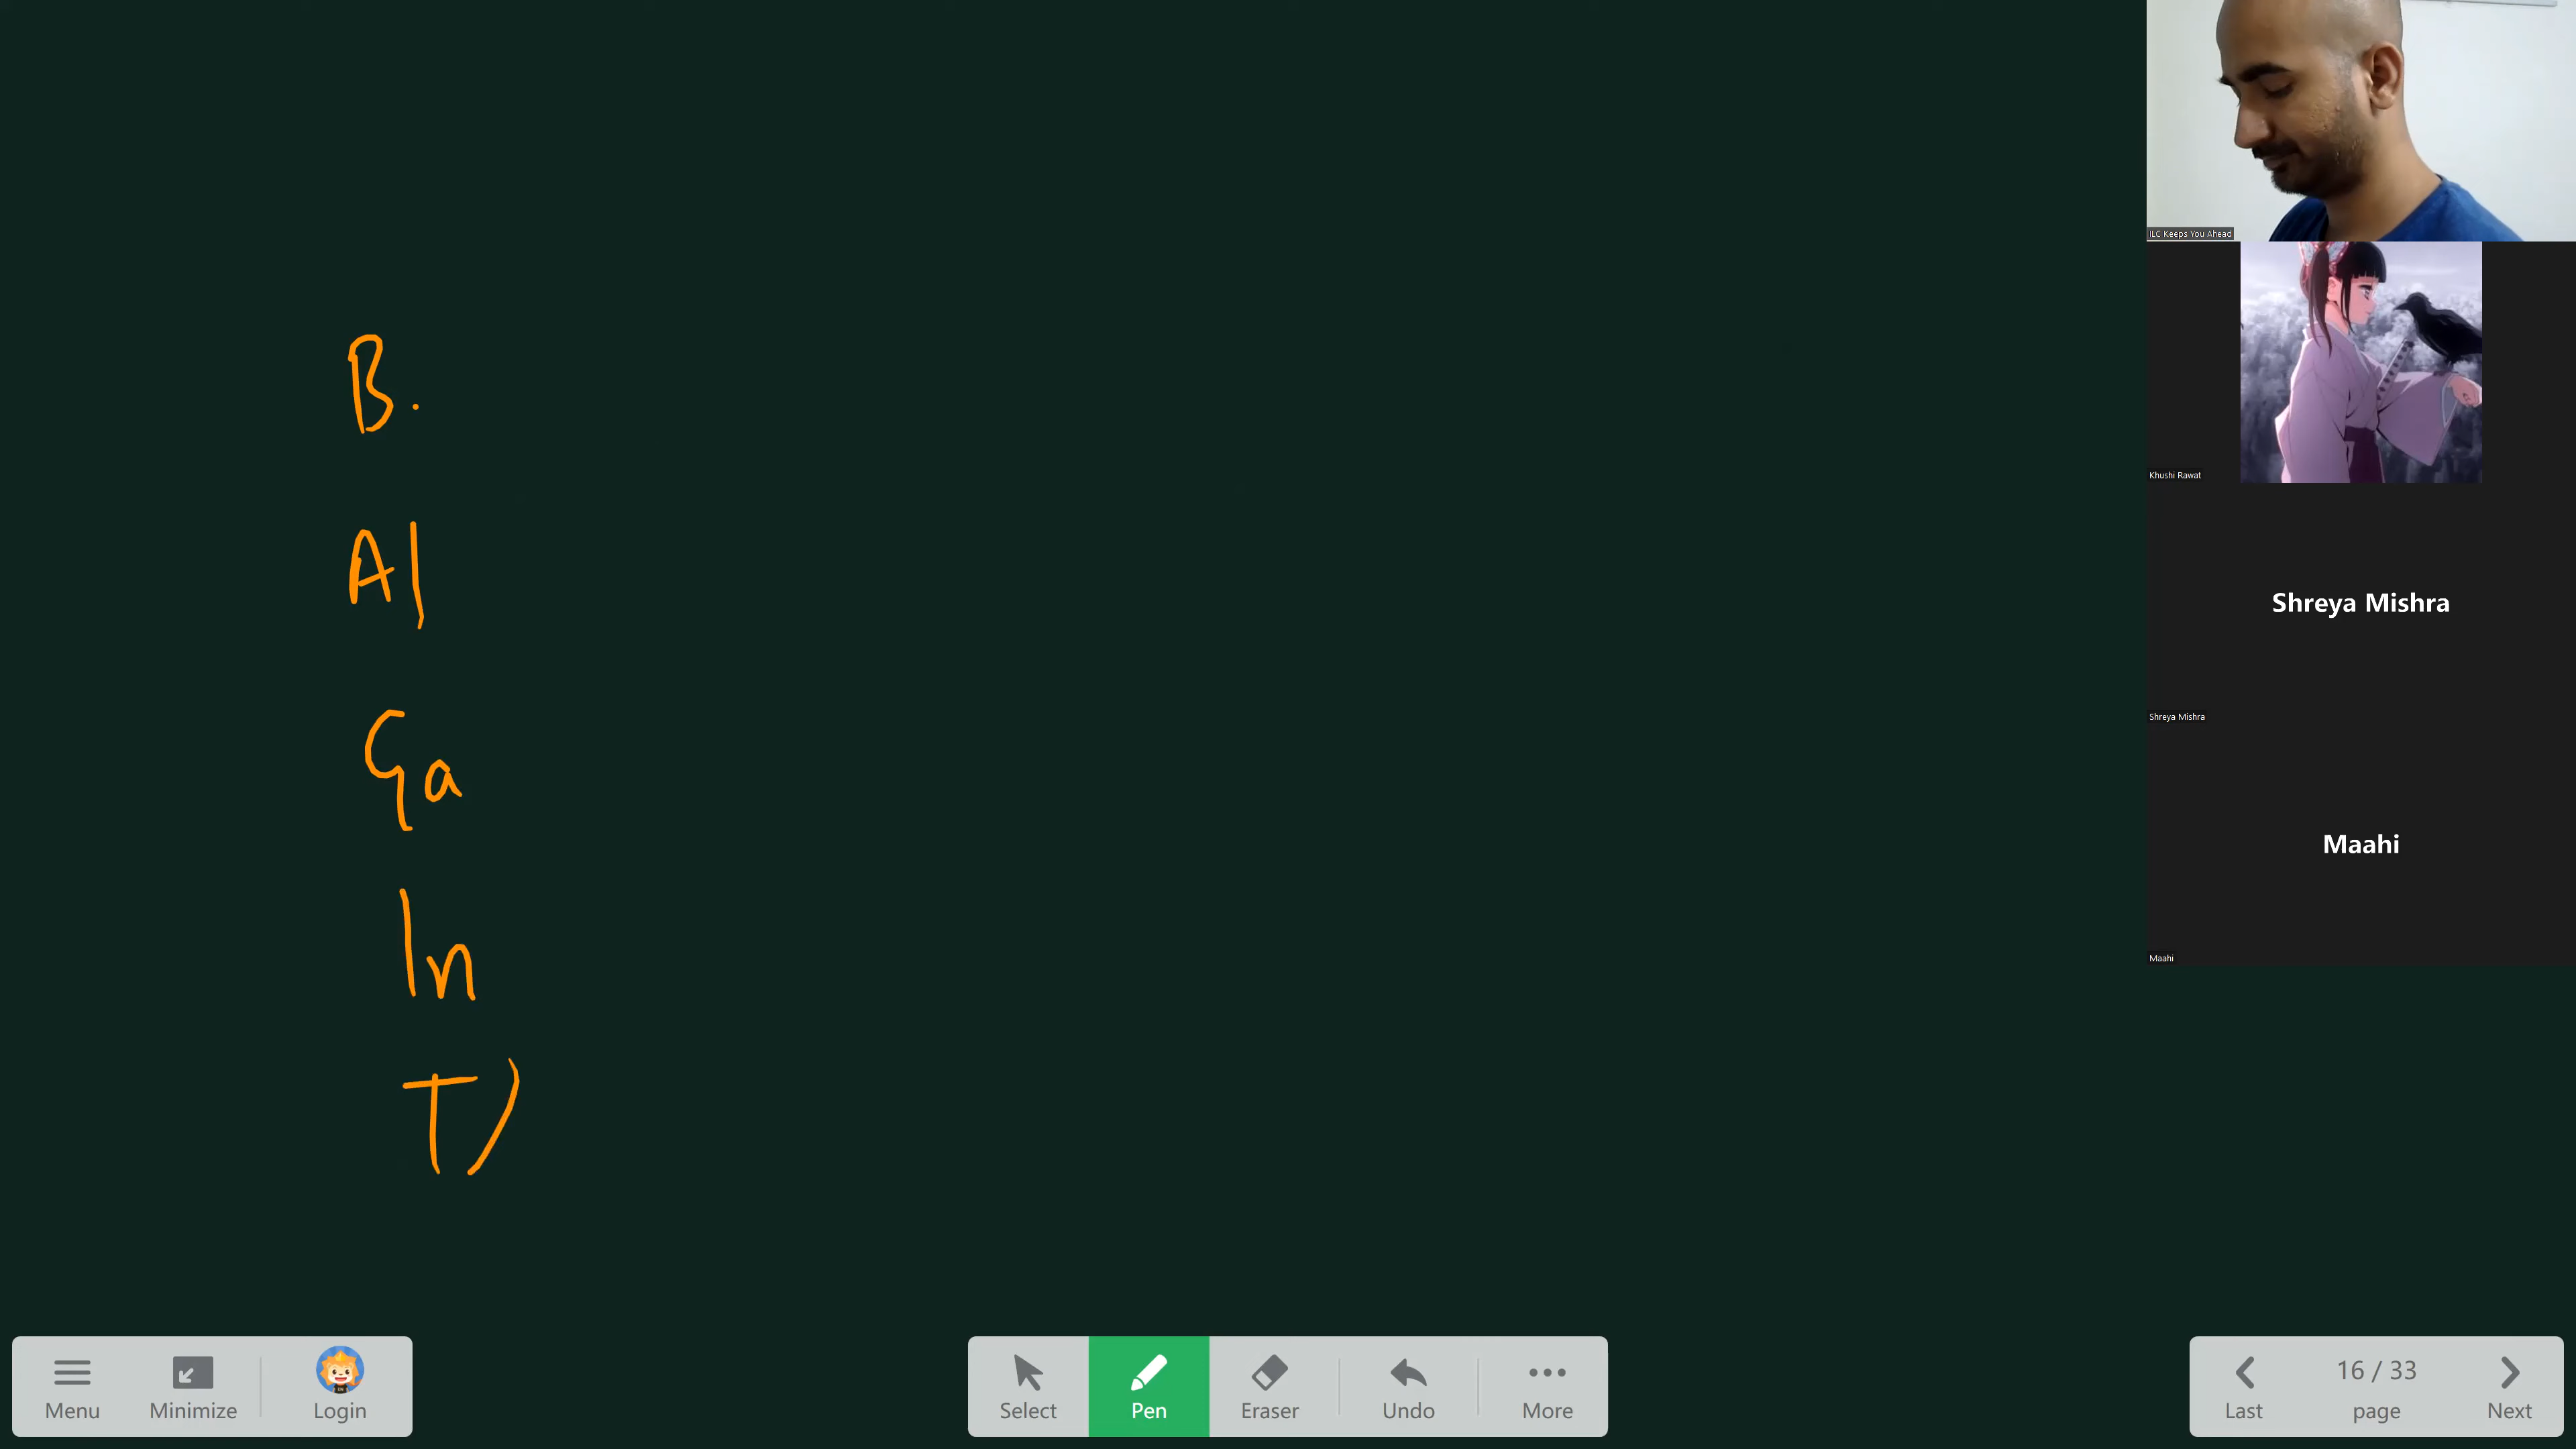 B.
Al
Ga
In
Tl
ILC Keeps You Ahead
Khushi Rawat
Shreya Mishra
Shreya Mishra
Maahi
Maahi
Menu
Minimize
Login
Select
Pen
Eraser
Undo
More
Last
16 / 33
page
Next